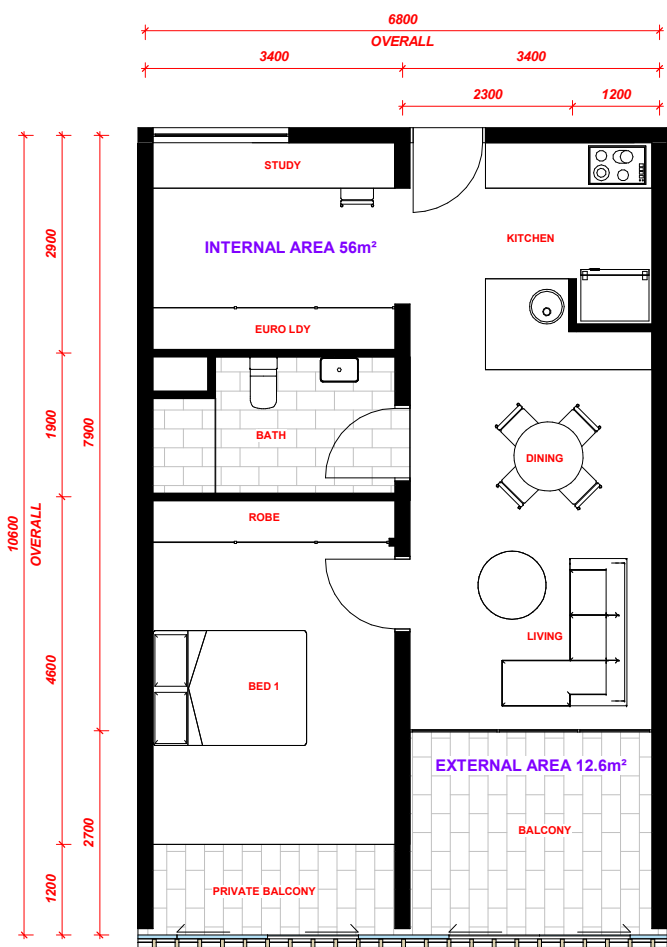 6800
OVERALL
3400
3400
2300
1200
STUDY
INTERNAL AREA 56m²
KITCHEN
2900
EURO LDY
1900
7900
BATH
DINING
10600
OVERALL
ROBE
4600
LIVING
BED 1
EXTERNAL AREA 12.6m²
2700
BALCONY
1200
PRIVATE BALCONY